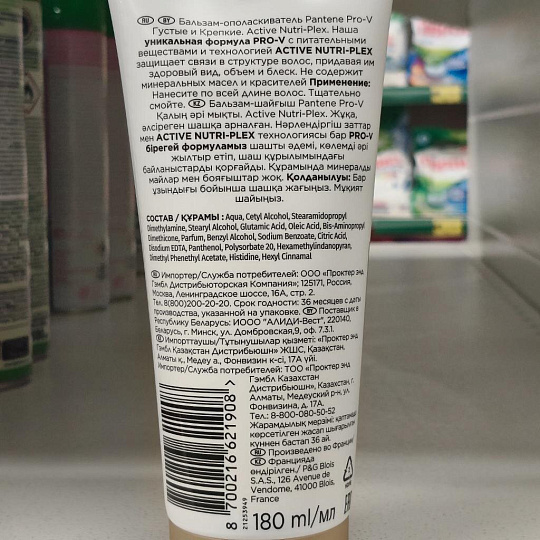 RU BY Бальзам-ополаскиватель Pantene Pro-V
Густые и Крепкие. Active Nutri-Plex. Наша
уникальная формула PRO-V с питательными
веществами и технологией ACTIVE NUTRI-PLEX
защищает связи в структуре волос, придавая им
здоровый вид, объем и блеск. Не содержит
минеральных масел и красителей Применение:
Нанесите по всей длине волос. Тщательно
смойте. KZ Бальзам-шайғыш Pantene Pro-V
Қалың әрі мықты. Active Nutri-Plex. Жұқа,
әлсіреген шашқа арналған. Нәрлендіргіш заттар
мен ACTIVE NUTRI-PLEX технологиясы бар PRO-V
бірегей формуламыз шашты әдемі, көлемді әрі
жылтыр етіп, шаш құрылымындағы
байланыстарды қорғайды. Құрамында минералды
майлар мен бояғыштар жоқ. Қолданылуы: Бар
ұзындығы бойынша шашқа жағыңыз. Мұқият
шайыңыз.
СОСТАВ / ҚҰРАМЫ : Aqua, Cetyl Alcohol, Stearamidopropyl
Dimethylamine, Stearyl Alcohol, Glutamic Acid, Oleic Acid, Bis-Aminopropyl
Dimethicone, Parfum, Benzyl Alcohol, Sodium Benzoate, Citric Acid,
Disodium EDTA, Panthenol, Polysorbate 20, Hexamethylindanopyran,
Dimethyl Phenethyl Acetate, Histidine, Hexyl Cinnamal
RU Импортер/Служба потребителей: ООО «Проктер энд
Гэмбл Дистрибьюторская Компания»; 125171, Россия,
Москва, Ленинградское шоссе, 16А, стр. 2.
Тел.:8(800)200-20-20. Срок годности: 36 месяцев с даты
производства, указанной на упаковке. BY Поставщик в
Республику Беларусь: ИООО "АЛИДИ-Вест", 220140,
Беларусь, г. Минск, ул. Домбровская,9, оф. 7.3.1.
KZ Импорттаушы/Тұтынушылар қызметі: «Проктер энд
Гэмбл Қазақстан Дистрибьюшн» ЖШС, Қазақстан,
Алматы қ., Медеу а., Фонвизин к-сі, 17А үйі.
Импортер/Служба потребителей: ТОО «Проктер энд
Гэмбл Казахстан
Дистрибьюшн», Казахстан, г.
Алматы, Медеуский р-н, ул.
Фонвизина, д. 17А.
Тел.: 8-800-080-50-52
Жарамдылық мерзімі: қаптамада
көрсетілген жасап шығарылған
күннен бастап 36 ай.
RU Произведено во Франции/
KZ Францияда
өндірілген./ P&G Blois
S.A.S., 126 Avenue de
Vendome, 41000 Blois,
France
8 700216 621908
21253949
180 ml/мл
EAC